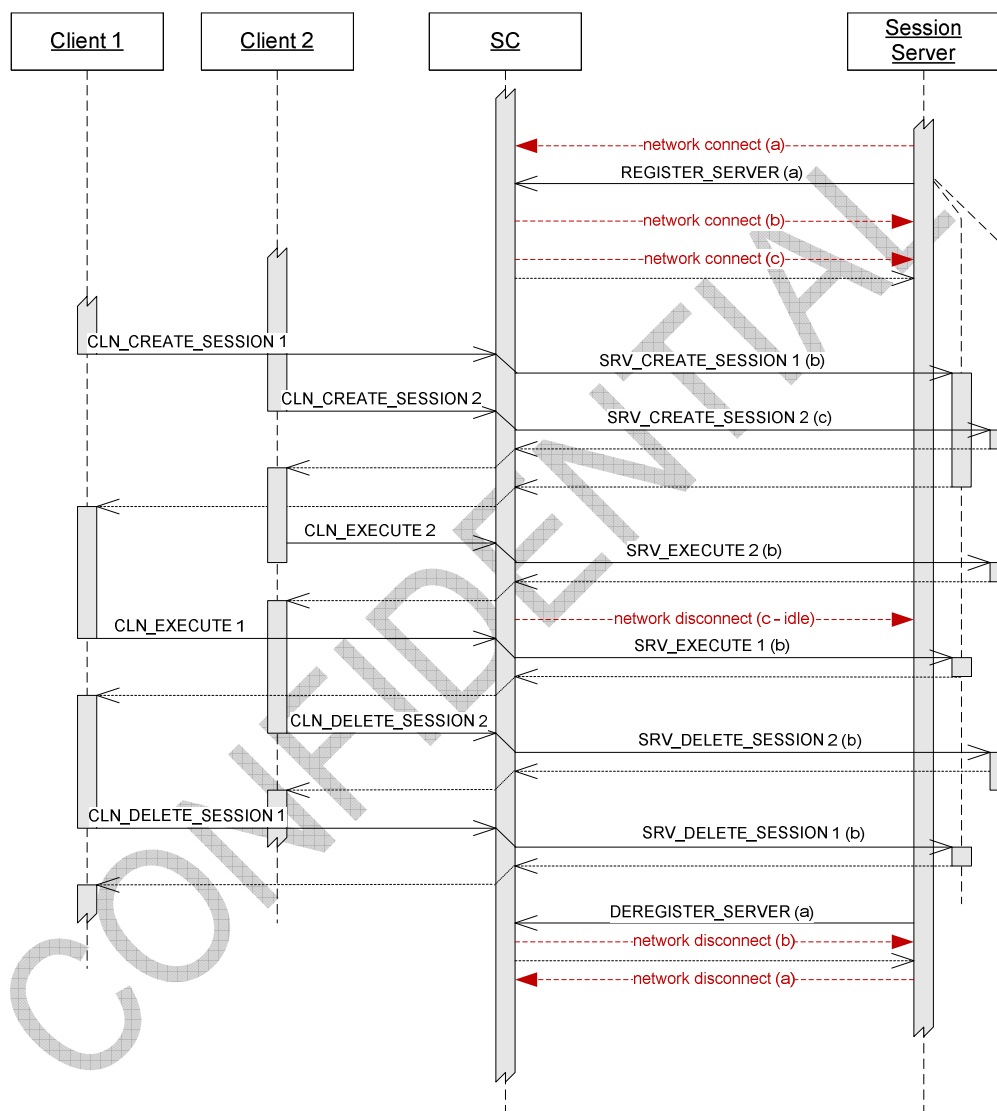 Client 1
Client 2
SC
Session
Server
network connect (a)
REGISTER_SERVER (a)
network connect (b)
network connect (c)
CLN_CREATE_SESSION 1
SRV_CREATE_SESSION 1 (b)
CLN_CREATE_SESSION 2
SRV_CREATE_SESSION 2 (c)
CLN_EXECUTE 2
SRV_EXECUTE 2 (b)
network disconnect (c - idle)
CLN_EXECUTE 1
SRV_EXECUTE 1 (b)
CLN_DELETE_SESSION 2
SRV_DELETE_SESSION 2 (b)
CLN_DELETE_SESSION 1
SRV_DELETE_SESSION 1 (b)
DEREGISTER_SERVER (a)
network disconnect (b)
network disconnect (a)
CONFIDENTIAL